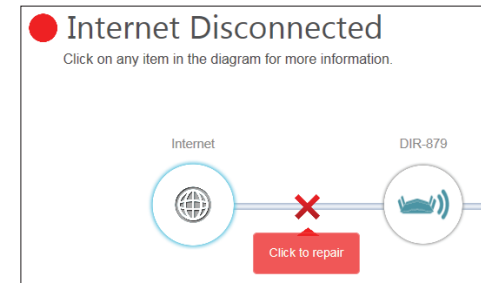 Internet Disconnected
Click on any item in the diagram for more information.
Internet
DIR-879
Click to repair